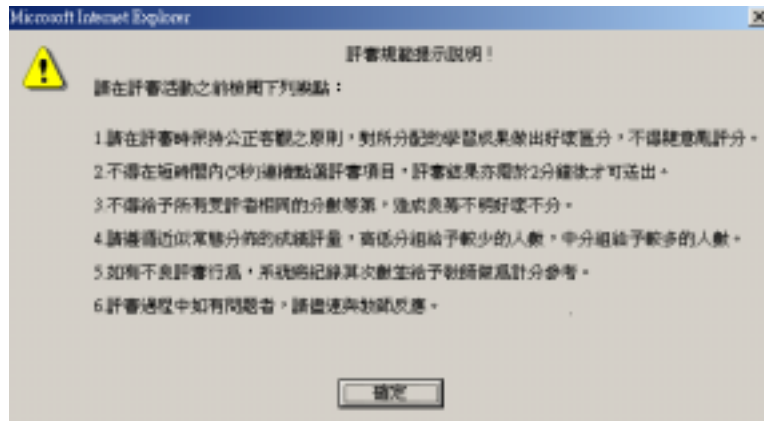 Microsoft Internet Explorer
評審規範提示說明！
請在評審活動之前檢閱下列幾點：
1.請在評審時保持公正客觀之原則，對所分配的學習成果做出好壞區分，不得隨意亂評分。
2.不得在短時間內(5秒)連續點選評審項目，評審結果亦需於2分鐘後才可送出。
3.不得給予所有受評者相同的分數等第，造成良莠不明好壞不分。
4.請遵循近似常態分佈的成績評量，高低分組給予較少的人數，中分組給予較多的人數。
5.如有不良評審行為，系統將紀錄其次數並給予教師做為計分參考。
6.評審過程中如有問題者，請儘速與教師反應。
確定